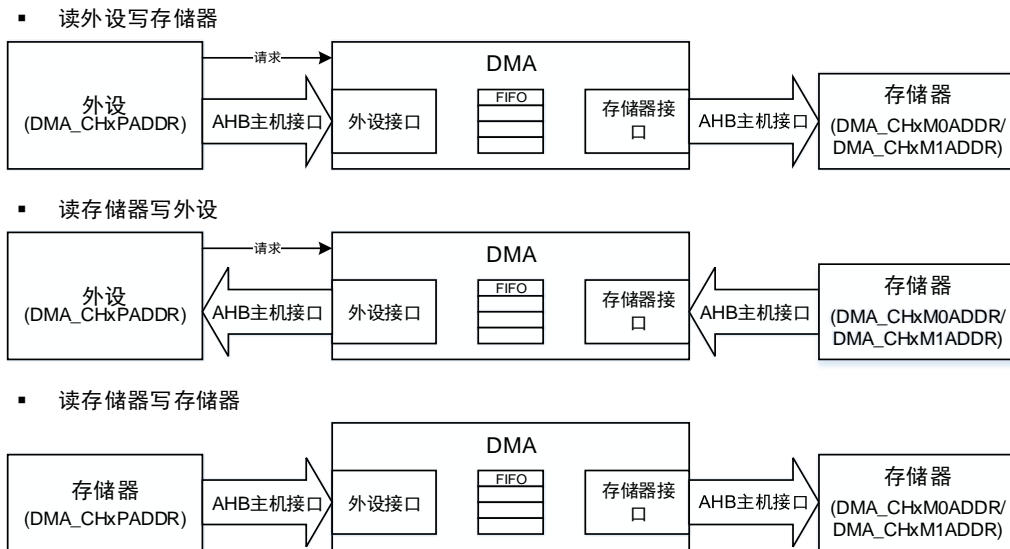 ▪ 读外设写存储器
外设
(DMA_CHxPADDR)
请求
AHB主机接口
DMA
外设接口
FIFO
存储器接
口
AHB主机接口
存储器
(DMA_CHxM0ADDR/
DMA_CHxM1ADDR)
▪ 读存储器写外设
外设
(DMA_CHxPADDR)
请求
AHB主机接口
DMA
外设接口
FIFO
存储器接
口
AHB主机接口
存储器
(DMA_CHxM0ADDR/
DMA_CHxM1ADDR)
▪ 读存储器写存储器
存储器
(DMA_CHxPADDR)
AHB主机接口
DMA
外设接口
FIFO
存储器接
口
AHB主机接口
存储器
(DMA_CHxM0ADDR/
DMA_CHxM1ADDR)